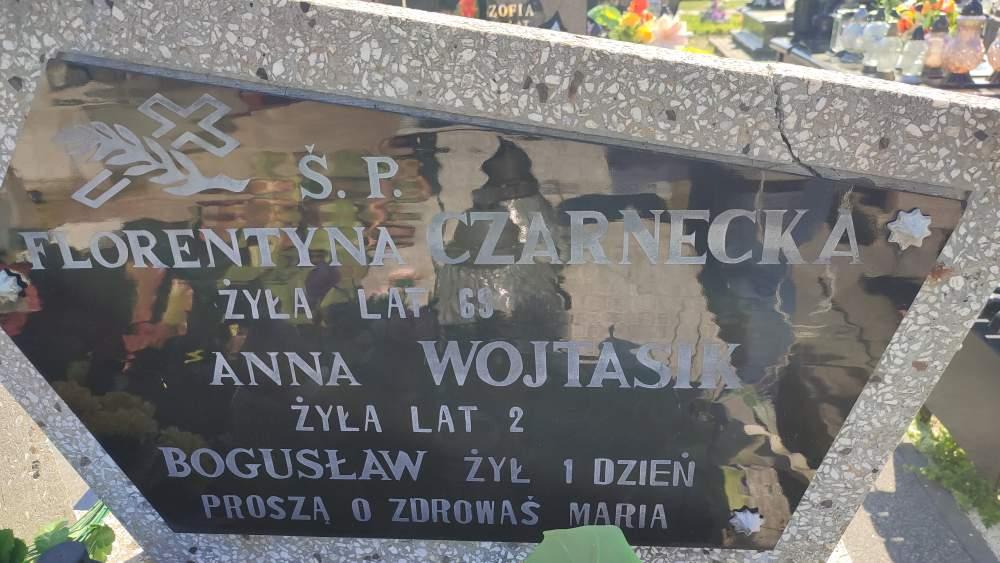 ZOFIA
Ś. P.
FLORENTYNA CZARNECKA
ŻYŁA LAT 69
ANNA WOJTASIK
ŻYŁA LAT 2
BOGUSŁAW ŻYŁ 1 DZIEŃ
PROSZĄ O ZDROWAŚ MARIA